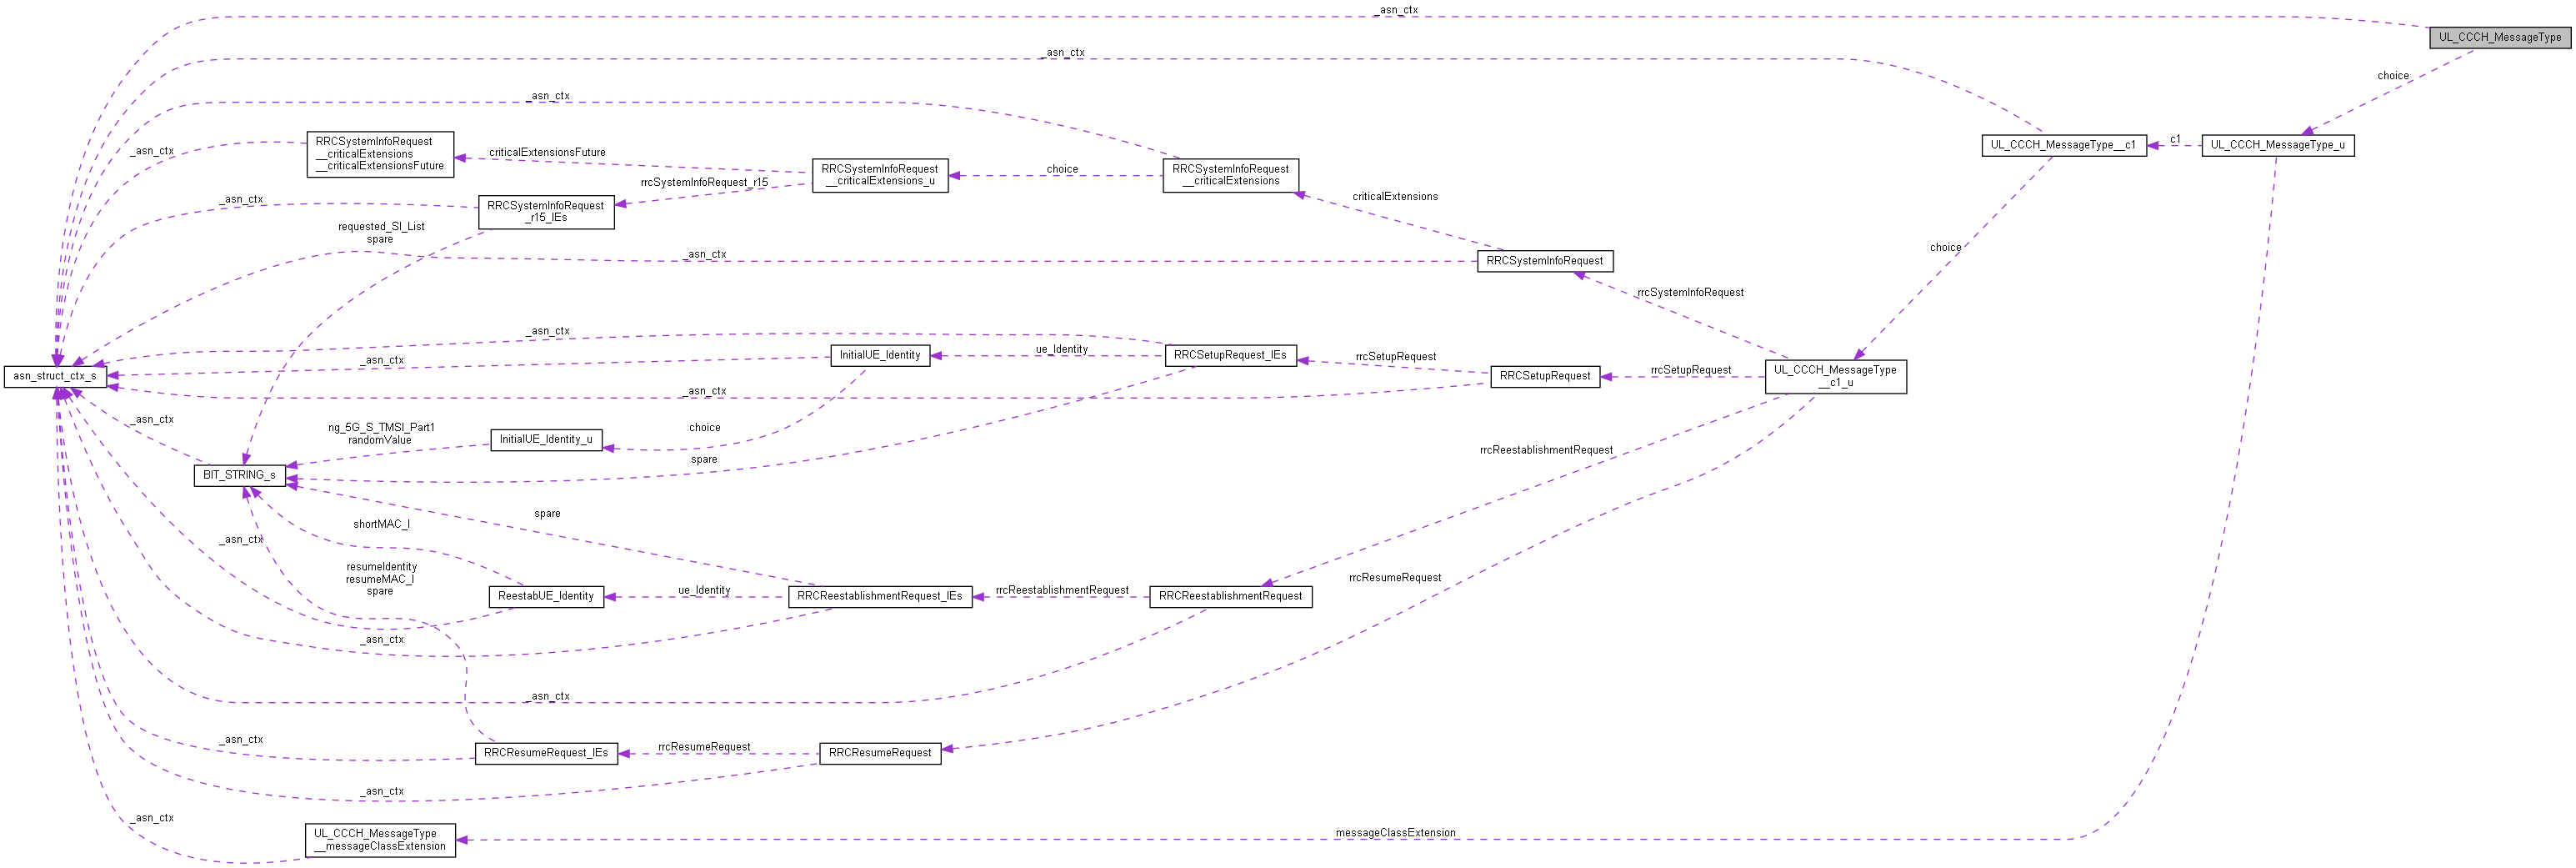 _asn_ctx
UL_CCCH_MessageType
_asn_ctx
choice
_asn_ctx
RRCSystemInfoRequest
__criticalExtensions
__criticalExtensionsFuture
_asn_ctx
criticalExtensionsFuture
RRCSystemInfoRequest
__criticalExtensions_u
choice
RRCSystemInfoRequest
__criticalExtensions
UL_CCCH_MessageType__c1
c1
UL_CCCH_MessageType_u
rrcSystemInfoRequest_r15
_asn_ctx
RRCSystemInfoRequest
_r15_IEs
criticalExtensions
requested_SI_List
spare
_asn_ctx
RRCSystemInfoRequest
choice
rrcSystemInfoRequest
_asn_ctx
_asn_ctx
InitialUE_Identity
ue_Identity
RRCSetupRequest_IEs
rrcSetupRequest
asn_struct_ctx_s
RRCSetupRequest
rrcSetupRequest
UL_CCCH_MessageType
__c1_u
_asn_ctx
_asn_ctx
ng_5G_S_TMSI_Part1
randomValue
InitialUE_Identity_u
choice
rrcReestablishmentRequest
BIT_STRING_s
spare
shortMAC_I
spare
_asn_ctx
resumeIdentity
resumeMAC_I
spare
rrcResumeRequest
ReestabUE_Identity
ue_Identity
RRCReestablishmentRequest_IEs
rrcReestablishmentRequest
RRCReestablishmentRequest
_asn_ctx
_asn_ctx
_asn_ctx
RRCResumeRequest_IEs
rrcResumeRequest
RRCResumeRequest
_asn_ctx
_asn_ctx
UL_CCCH_MessageType
__messageClassExtension
messageClassExtension